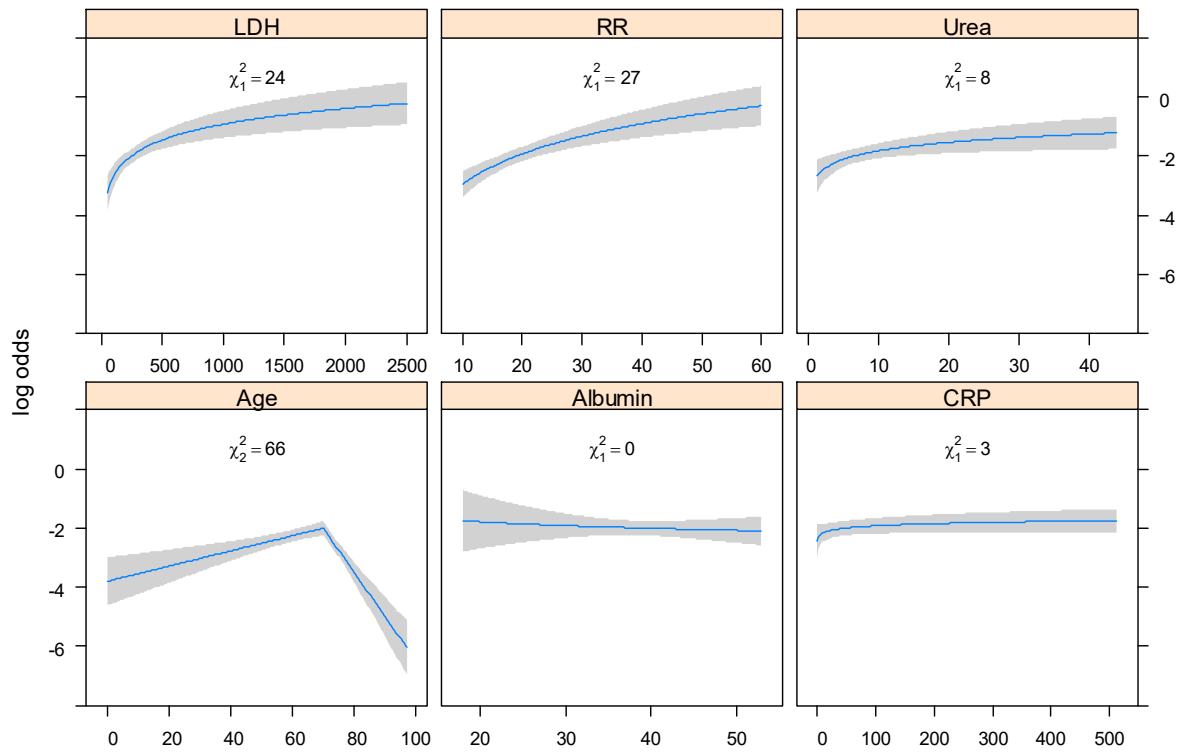 LDH
RR
Urea
χ²₁ = 24
χ²₁ = 27
χ²₁ = 8
0
-2
-4
-6
0 500 1000 1500 2000 2500
10 20 30 40 50 60
0 10 20 30 40
log odds
Age
Albumin
CRP
χ²₂ = 66
χ²₁ = 0
χ²₁ = 3
0
-2
-4
-6
0 20 40 60 80 100
20 30 40 50
0 100 200 300 400 500